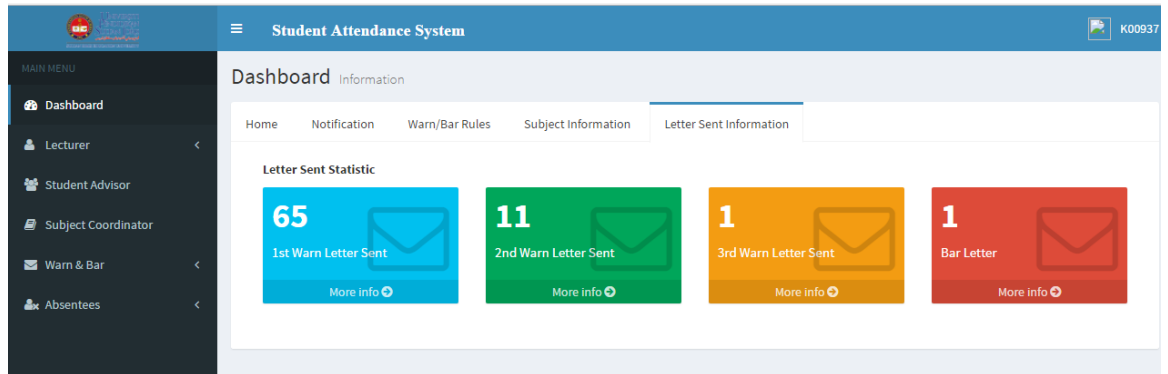 Student Attendance System
K00937
MAIN MENU
Dashboard
Lecturer
Student Advisor
Subject Coordinator
Warn & Bar
Absentees
Dashboard Information
Home Notification Warn/Bar Rules Subject Information Letter Sent Information
Letter Sent Statistic
65
1st Warn Letter Sent
More info
11
2nd Warn Letter Sent
More info
1
3rd Warn Letter Sent
More info
1
Bar Letter
More info